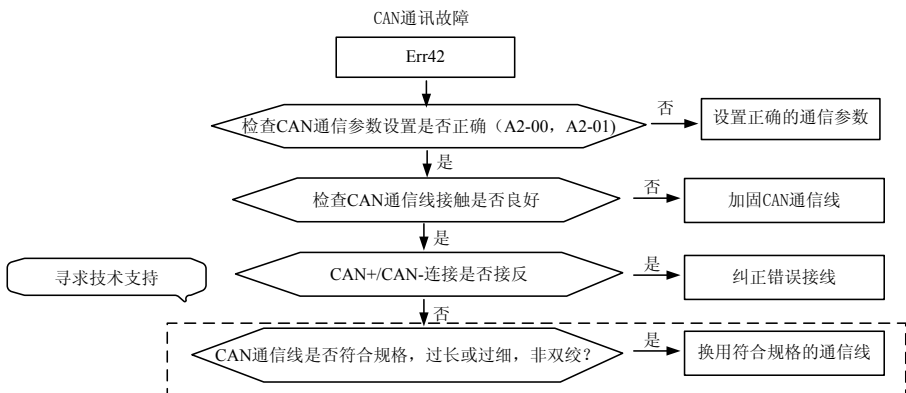 CAN通讯故障
Err42
检查CAN通信参数设置是否正确（A2-00，A2-01)
否
设置正确的通信参数
是
检查CAN通信线接触是否良好
否
加固CAN通信线
是
寻求技术支持
CAN+/CAN-连接是否接反
是
纠正错误接线
否
CAN通信线是否符合规格，过长或过细，非双绞？
是
换用符合规格的通信线